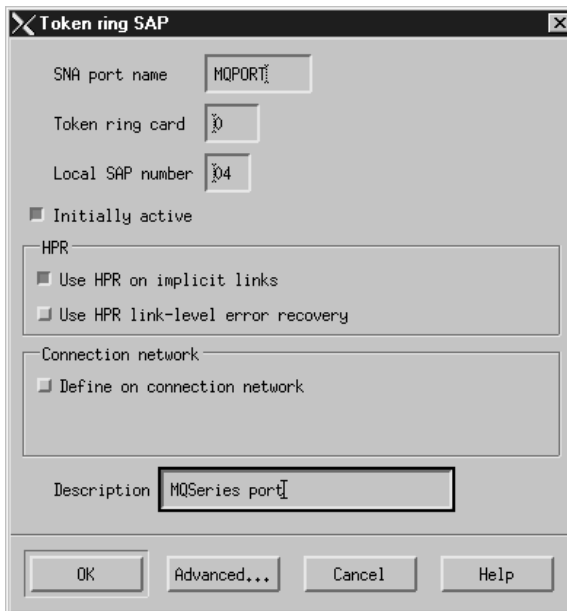 Token ring SAP
SNA port name MQPORT
Token ring card 0
Local SAP number 04
Initially active
HPR
Use HPR on implicit links
Use HPR link-level error recovery
Connection network
Define on connection network
Description MQSeries port
OK Advanced... Cancel Help